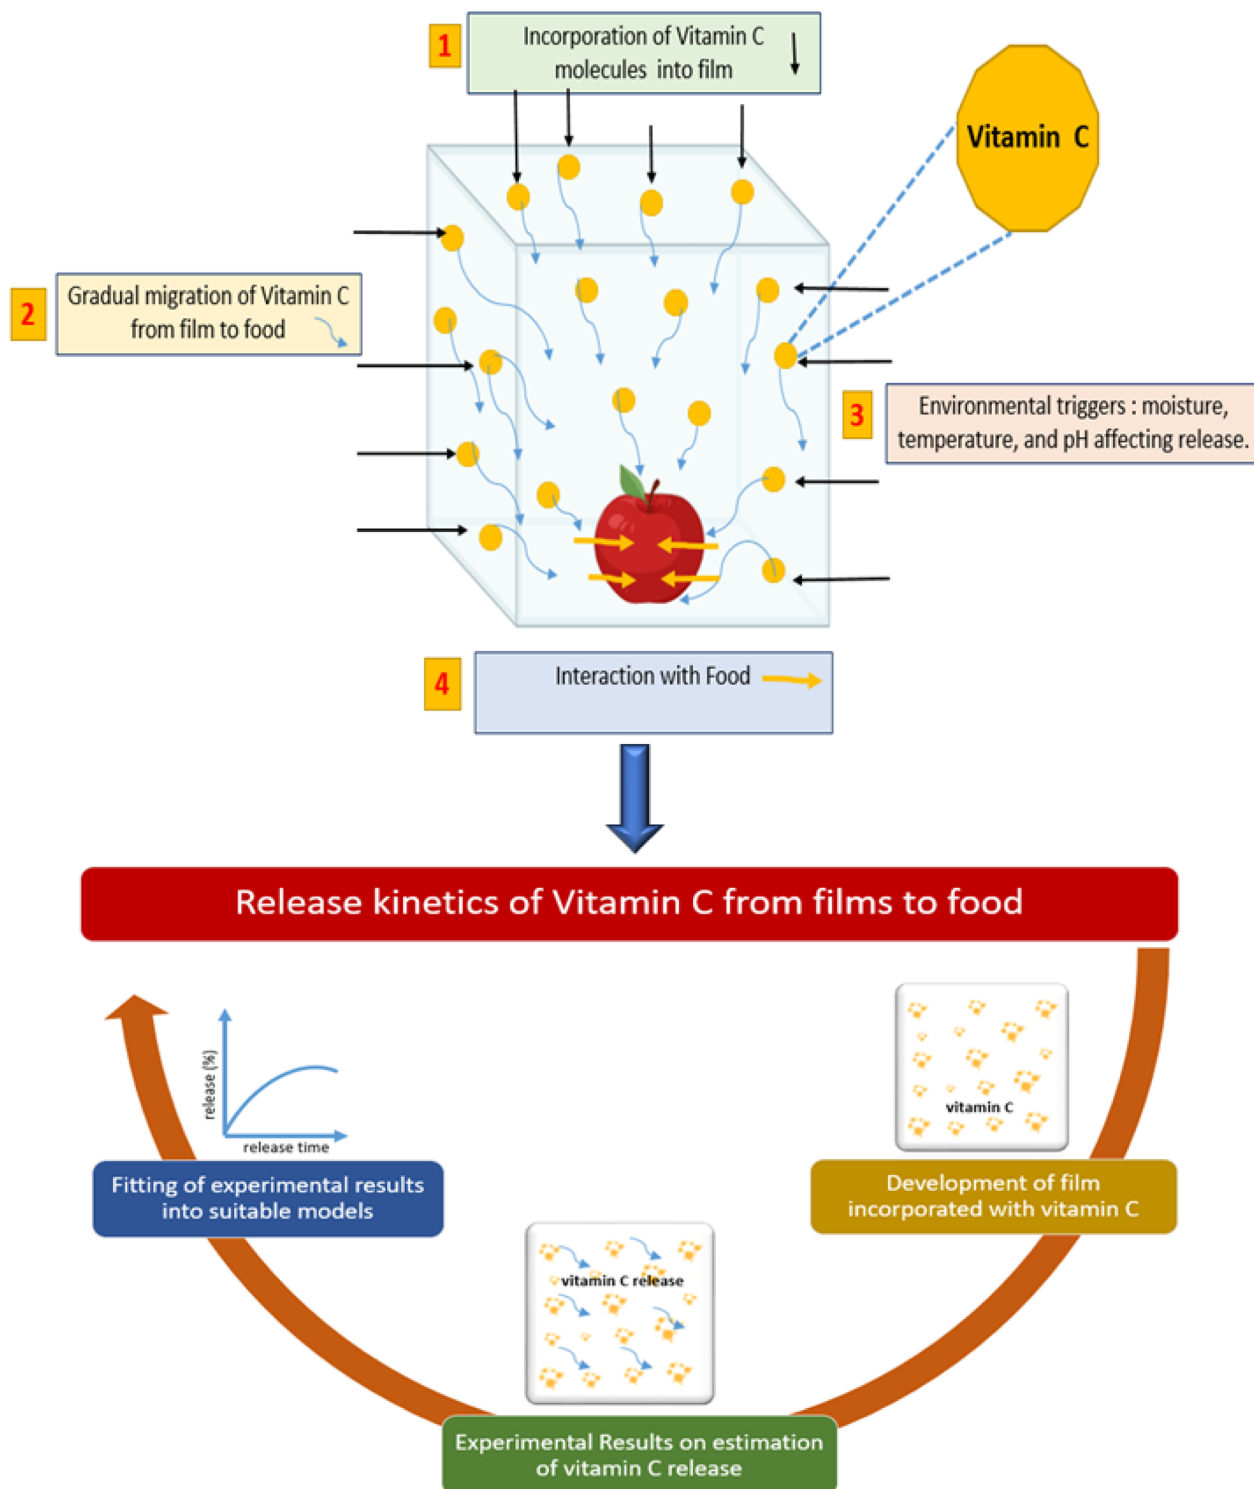 1
Incorporation of Vitamin C
molecules into film
Vitamin C
2
Gradual migration of Vitamin C
from film to food
3
Environmental triggers : moisture,
temperature, and pH affecting release.
4
Interaction with Food
Release kinetics of Vitamin C from films to food
release (%)
release time
Fitting of experimental results
into suitable models
vitamin C
Development of film
incorporated with vitamin C
vitamin C release
Experimental Results on estimation
of vitamin C release